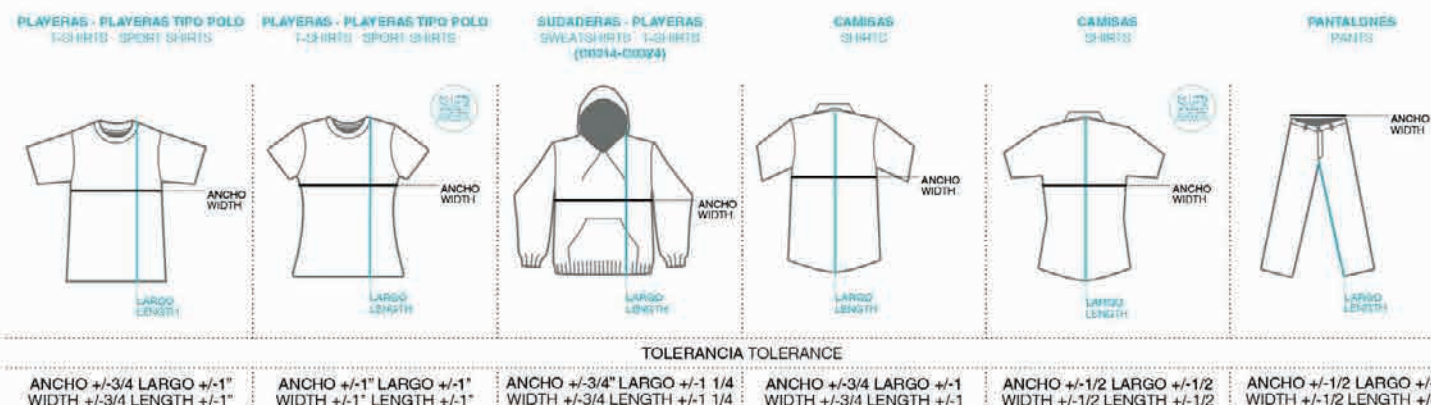 PLAYERAS - PLAYERAS TIPO POLO
T-SHIRTS - SPORT SHIRTS
PLAYERAS - PLAYERAS TIPO POLO
T-SHIRTS - SPORT SHIRTS
SUDADERAS - PLAYERAS
SWEATSHIRTS - T-SHIRTS
(C0214-C0324)
CAMISAS
SHIRTS
CAMISAS
SHIRTS
PANTALONES
PANTS
ANCHO
WIDTH
LARGO
LENGTH
ANCHO
WIDTH
LARGO
LENGTH
ANCHO
WIDTH
LARGO
LENGTH
ANCHO
WIDTH
LARGO
LENGTH
ANCHO
WIDTH
LARGO
LENGTH
ANCHO
WIDTH
LARGO
LENGTH
TOLERANCIA TOLERANCE
ANCHO +/-3/4 LARGO +/-1"
WIDTH +/-3/4 LENGTH +/-1"
ANCHO +/-1" LARGO +/-1"
WIDTH +/-1" LENGTH +/-1"
ANCHO +/-3/4" LARGO +/-1 1/4
WIDTH +/-3/4 LENGTH +/-1 1/4
ANCHO +/-3/4 LARGO +/-1
WIDTH +/-3/4 LENGTH +/-1
ANCHO +/-1/2 LARGO +/-1/2
WIDTH +/-1/2 LENGTH +/-1/2
ANCHO +/-1/2 LARGO +/
WIDTH +/-1/2 LENGTH +/